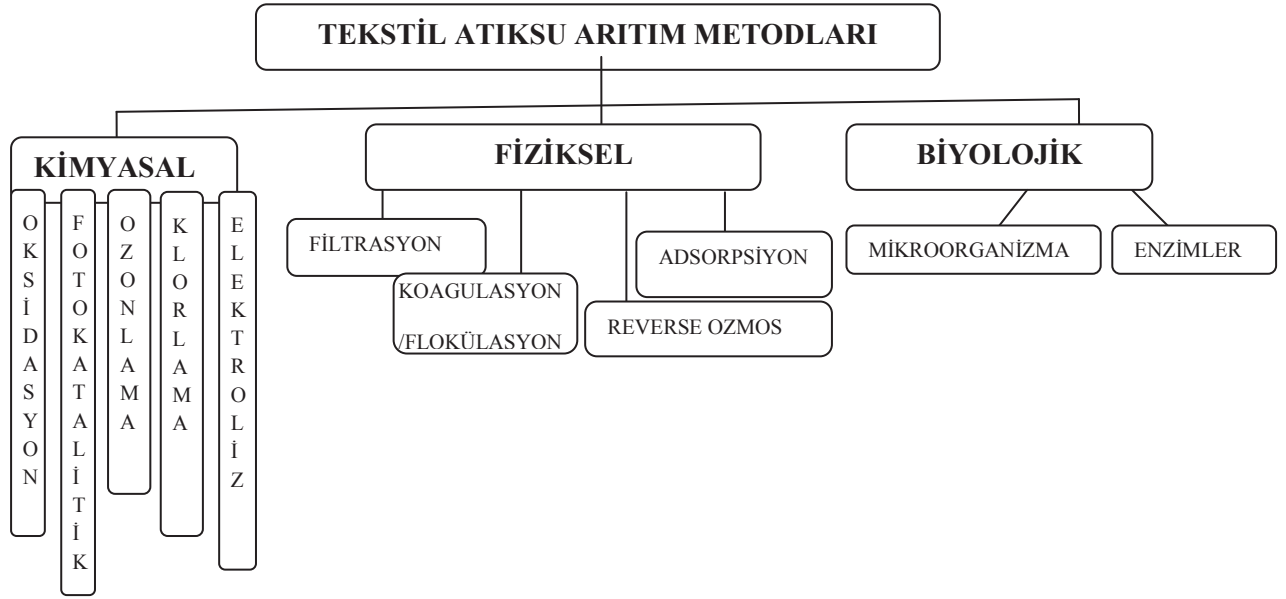 TEKSTİL ATIKSU ARITIM METODLARI
KİMYASAL
FİZİKSEL
BİYOLOJİK
OKSİDASYON
FOTOKATALİTİK
OZONLAMA
KLORLAMA
ELEKTROLİZ
FİLTRASYON
KOAGULASYON
/FLOKÜLASYON
REVERSE OZMOS
ADSORPSİYON
MİKROORGANİZMA
ENZİMLER